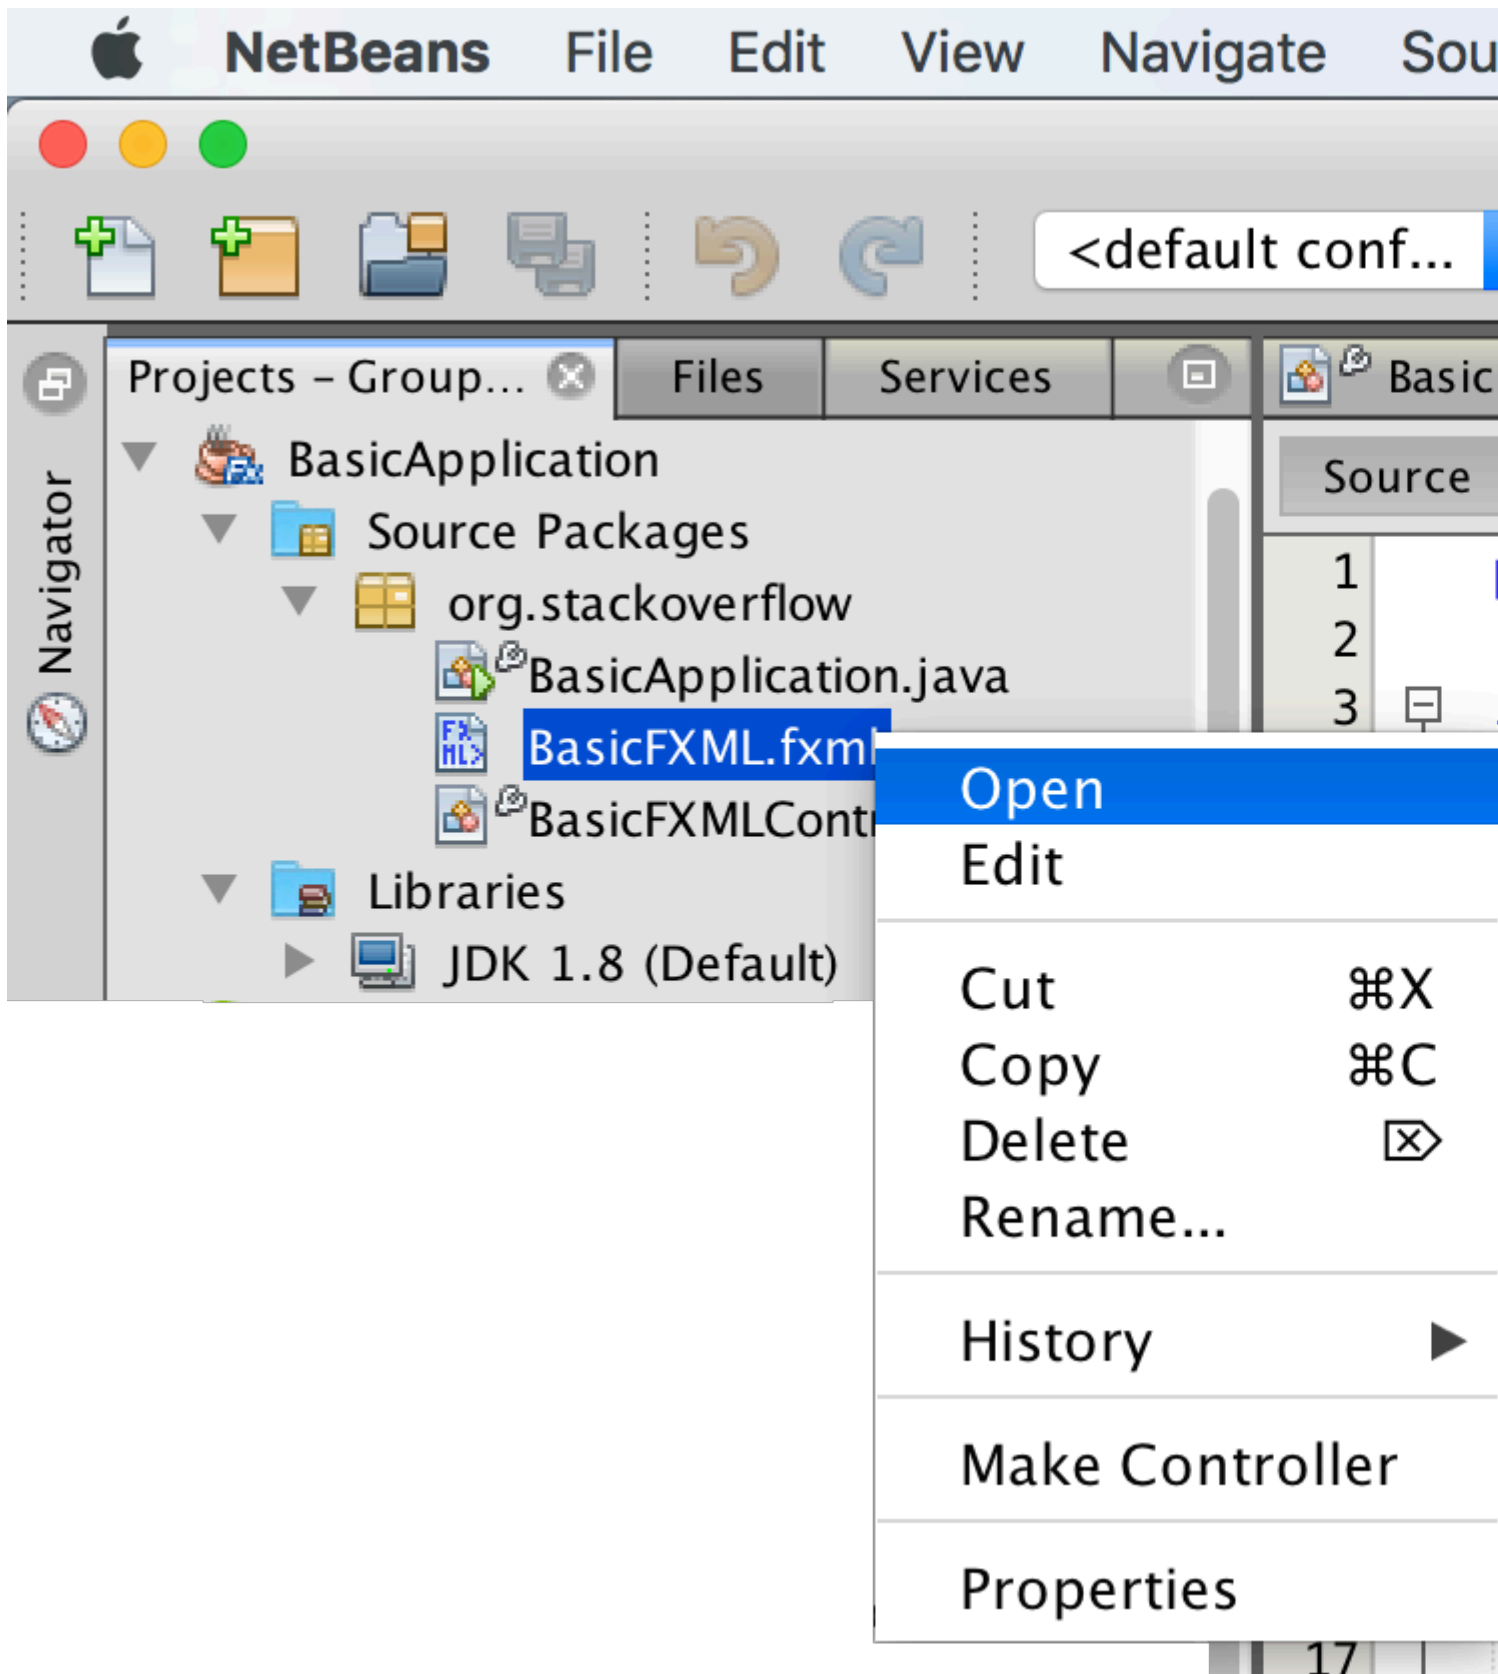 NetBeans File Edit View Navigate Sou
<default conf...
Projects – Group... Files Services Basic
Navigator
BasicApplication
Source
Source Packages
1
org.stackoverflow
2
BasicApplication.java
3
BasicFXML.fxml
BasicFXMLContr
Libraries
JDK 1.8 (Default)
Open
Edit
Cut ⌘X
Copy ⌘C
Delete ⌦
Rename...
History ▶
Make Controller
Properties
17